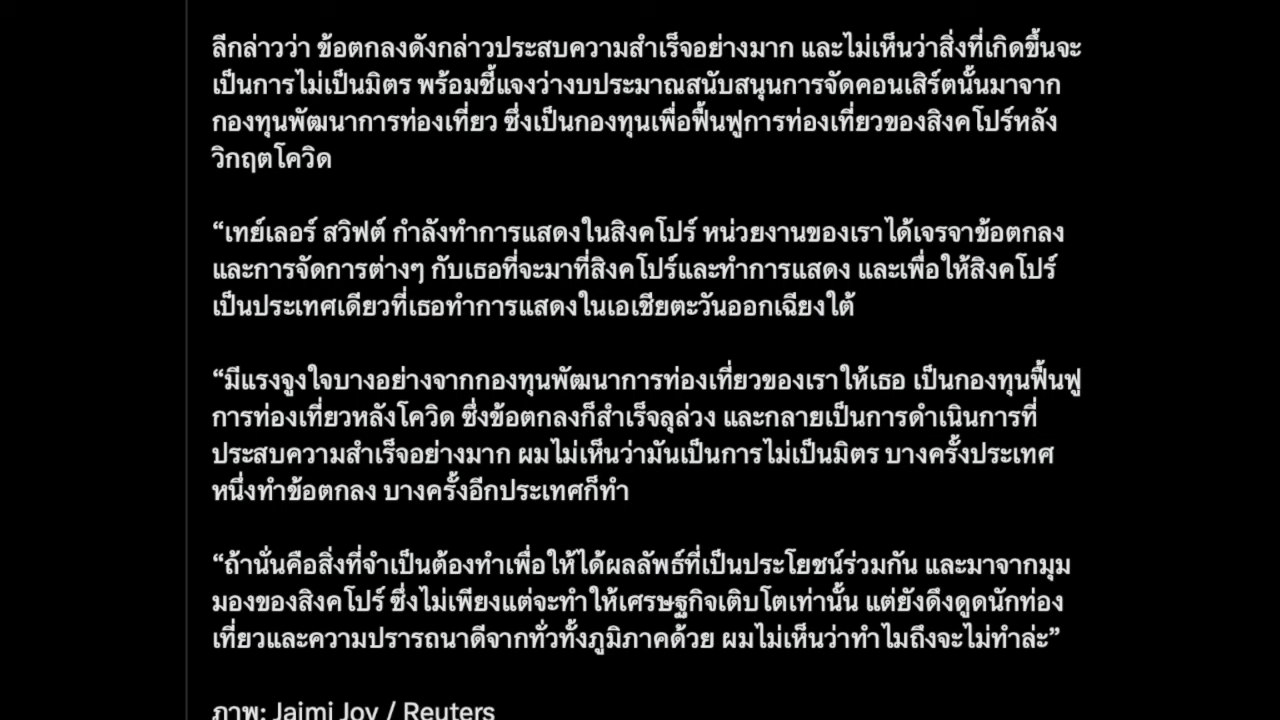 ลีกล่าวว่า ข้อตกลงดังกล่าวประสบความสำเร็จอย่างมาก และไม่เห็นว่าสิ่งที่เกิดขึ้นจะ
เป็นการไม่เป็นมิตร พร้อมชี้แจงว่างบประมาณสนับสนุนการจัดคอนเสิร์ตนั้นมาจาก
กองทุนพัฒนาการท่องเที่ยว ซึ่งเป็นกองทุนเพื่อฟื้นฟูการท่องเที่ยวของสิงคโปร์หลัง
วิกฤตโควิด
“เทย์เลอร์ สวิฟต์ กำลังทำการแสดงในสิงคโปร์ หน่วยงานของเราได้เจรจาข้อตกลง
และการจัดการต่างๆ กับเธอที่จะมาที่สิงคโปร์และทำการแสดง และเพื่อให้สิงคโปร์
เป็นประเทศเดียวที่เธอทำการแสดงในเอเชียตะวันออกเฉียงใต้
“มีแรงจูงใจบางอย่างจากกองทุนพัฒนาการท่องเที่ยวของเราให้เธอ เป็นกองทุนฟื้นฟู
การท่องเที่ยวหลังโควิด ซึ่งข้อตกลงก็สำเร็จลุล่วง และกลายเป็นการดำเนินการที่
ประสบความสำเร็จอย่างมาก ผมไม่เห็นว่ามันเป็นการไม่เป็นมิตร บางครั้งประเทศ
หนึ่งทำข้อตกลง บางครั้งอีกประเทศก็ทำ
“ถ้านั่นคือสิ่งที่จำเป็นต้องทำเพื่อให้ได้ผลลัพธ์ที่เป็นประโยชน์ร่วมกัน และมาจากมุม
มองของสิงคโปร์ ซึ่งไม่เพียงแต่จะทำให้เศรษฐกิจเติบโตเท่านั้น แต่ยังดึงดูดนักท่อง
เที่ยวและความปรารถนาดีจากทั่วทั้งภูมิภาคด้วย ผมไม่เห็นว่าทำไมถึงจะไม่ทำล่ะ”
ภาพ: Jaimi Joy / Reuters